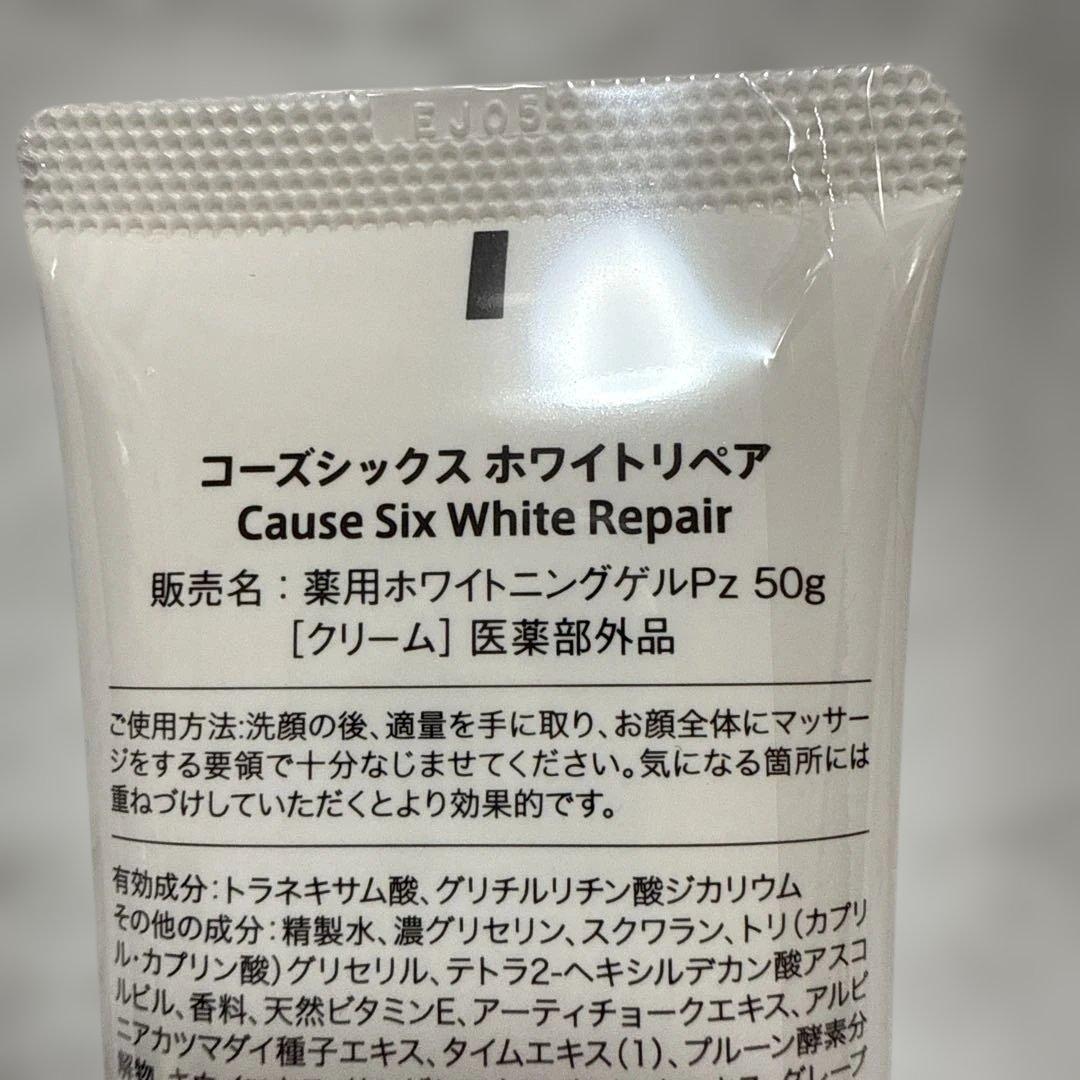 EJ05
コーズシックス ホワイトリペア
Cause Six White Repair
販売名：薬用ホワイトニングゲルPz 50g
[クリーム] 医薬部外品
ご使用方法:洗顔の後、適量を手に取り、お顔全体にマッサー
ジをする要領で十分なじませてください。気になる箇所には
重ねづけしていただくとより効果的です。
有効成分：トラネキサム酸、グリチルリチン酸ジカリウム
その他の成分：精製水、濃グリセリン、スクワラン、トリ(カプリ
ル・カプリン酸)グリセリル、テトラ2-ヘキシルデカン酸アスコ
ルビル、香料、天然ビタミンE、アーティチョークエキス、アルピ
ニアカツマダイ種子エキス、タイムエキス(1)、プルーン酵素分
解物、